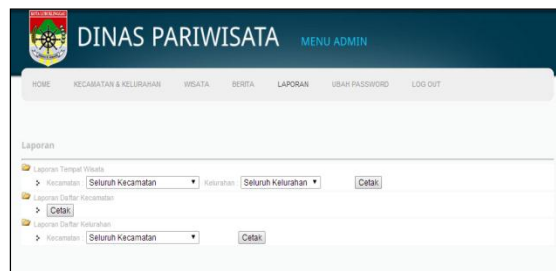 DINAS PARIWISATA MENU ADMIN
HOME KECAMATAN & KELURAHAN WISATA BERITA LAPORAN UBAH PASSWORD LOG OUT
Laporan
Laporan Tempat Wisata
Kecamatan : Seluruh Kecamatan Kelurahan : Seluruh Kelurahan Cetak
Laporan Daftar Kecamatan
Cetak
Laporan Daftar Kelurahan
Kecamatan : Seluruh Kecamatan Cetak